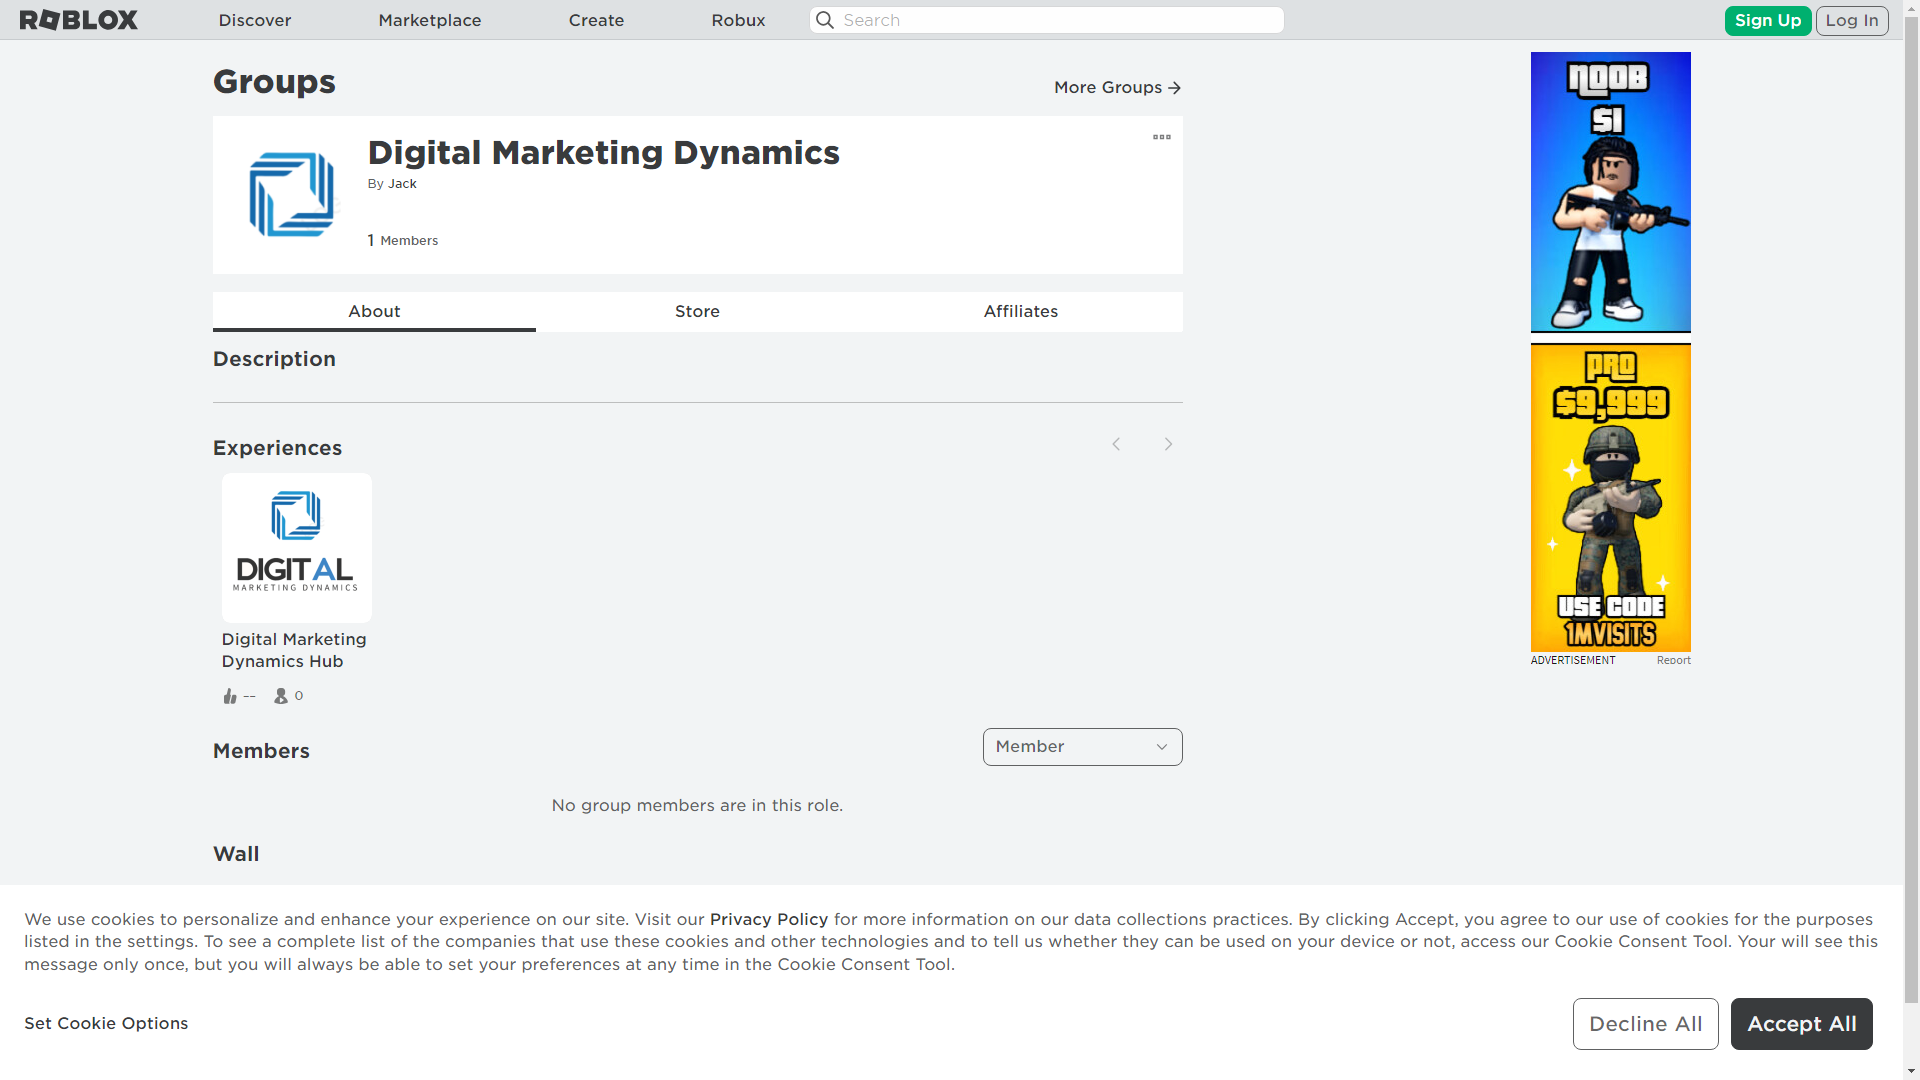 ROBLOX
Discover
Marketplace
Create
Robux
Search
Sign Up
Log In
Groups
More Groups
Digital Marketing Dynamics
By Jack
1 Members
About
Store
Affiliates
Description
Experiences
DIGITAL
MARKETING DYNAMICS
Digital Marketing
Dynamics Hub
--
0
Members
Member
No group members are in this role.
Wall
NOOB
$1
PRO
$9,999
USE CODE
1MVISITS
ADVERTISEMENT
Report
We use cookies to personalize and enhance your experience on our site. Visit our Privacy Policy for more information on our data collections practices. By clicking Accept, you agree to our use of cookies for the purposes
listed in the settings. To see a complete list of the companies that use these cookies and other technologies and to tell us whether they can be used on your device or not, access our Cookie Consent Tool. Your will see this
message only once, but you will always be able to set your preferences at any time in the Cookie Consent Tool.
Set Cookie Options
Decline All
Accept All